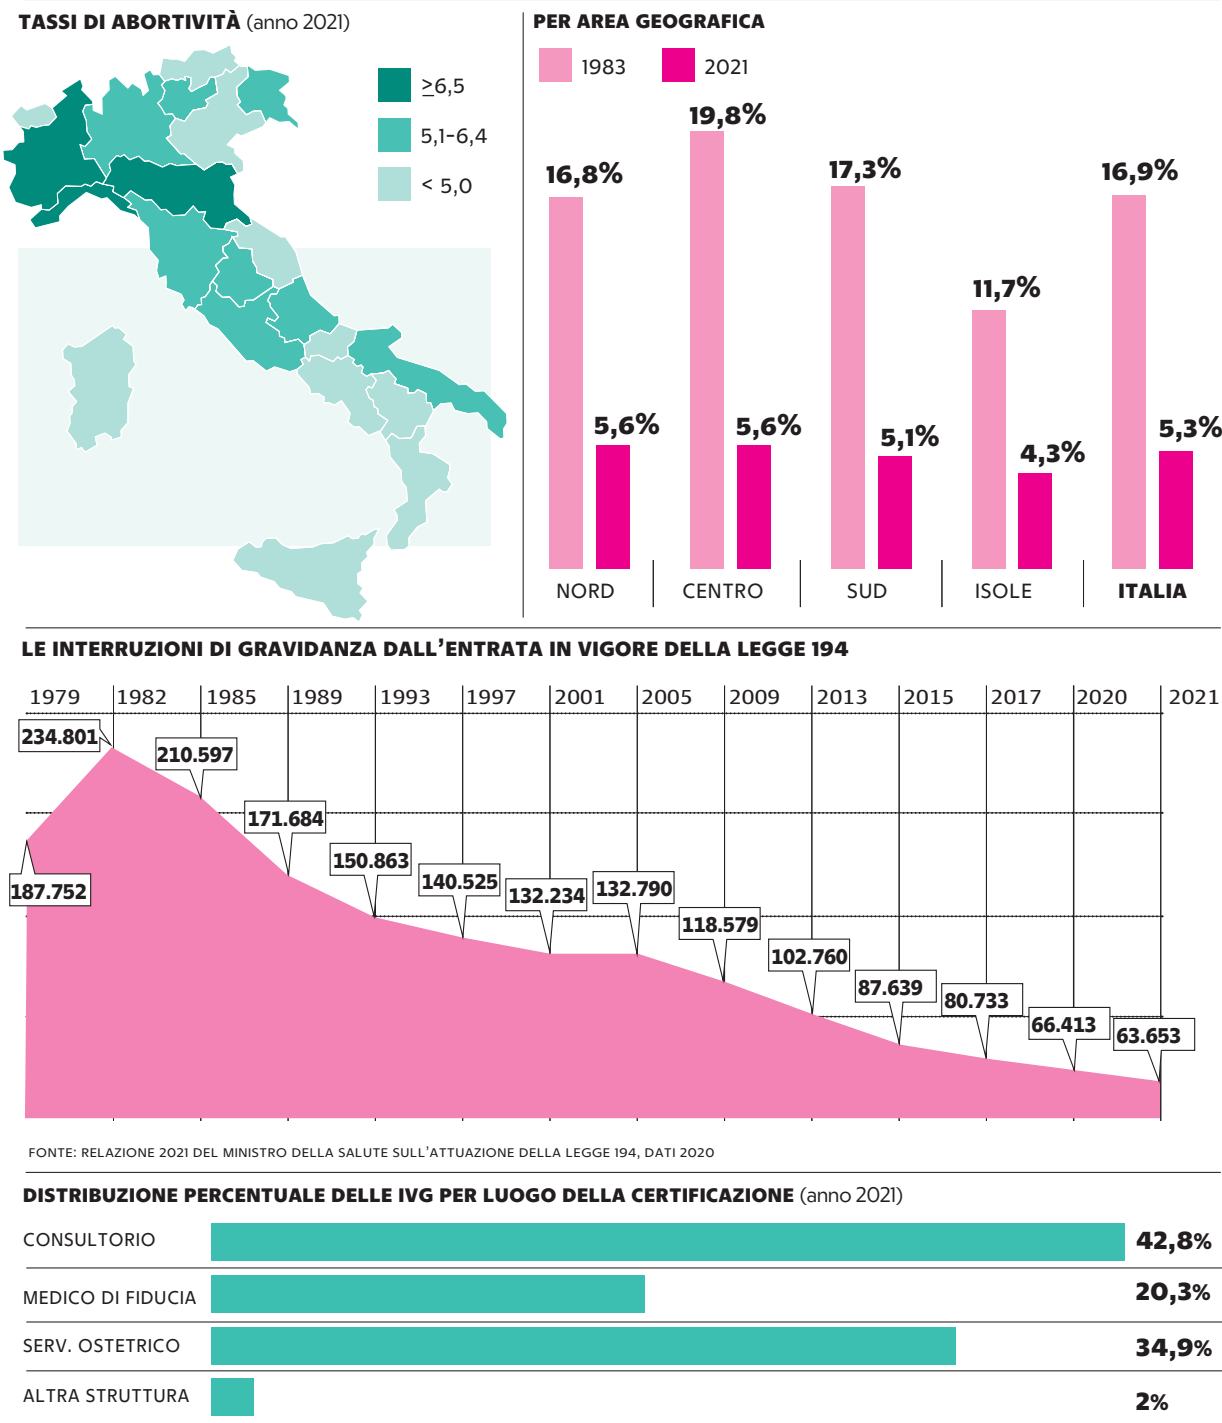 TASSI DI ABORTIVITÀ (anno 2021)
≥6,5
5,1-6,4
< 5,0
PER AREA GEOGRAFICA
1983 2021
16,8%
5,6%
19,8%
5,6%
17,3%
5,1%
11,7%
4,3%
16,9%
5,3%
NORD CENTRO SUD ISOLE ITALIA
LE INTERRUZIONI DI GRAVIDANZA DALL'ENTRATA IN VIGORE DELLA LEGGE 194
1979 1982 1985 1989 1993 1997 2001 2005 2009 2013 2015 2017 2020 2021
187.752
234.801
210.597
171.684
150.863
140.525
132.234
132.790
118.579
102.760
87.639
80.733
66.413
63.653
FONTE: RELAZIONE 2021 DEL MINISTRO DELLA SALUTE SULL'ATTUAZIONE DELLA LEGGE 194, DATI 2020
DISTRIBUZIONE PERCENTUALE DELLE IVG PER LUOGO DELLA CERTIFICAZIONE (anno 2021)
CONSULTORIO 42,8%
MEDICO DI FIDUCIA 20,3%
SERV. OSTETRICO 34,9%
ALTRA STRUTTURA 2%